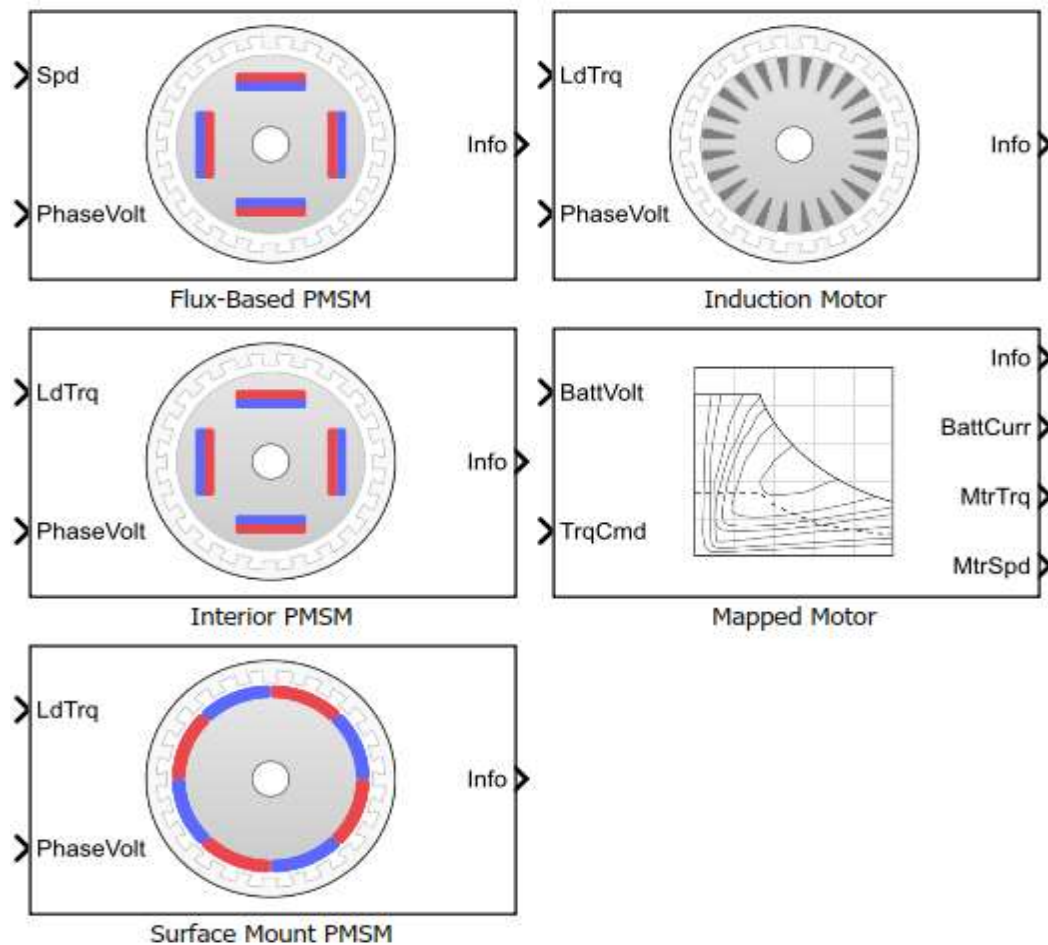 Spd
PhaseVolt
Info
Flux-Based PMSM
LdTrq
PhaseVolt
Info
Induction Motor
LdTrq
PhaseVolt
Info
Interior PMSM
BattVolt
TrqCmd
Info
BattCurr
MtrTrq
MtrSpd
Mapped Motor
LdTrq
PhaseVolt
Info
Surface Mount PMSM